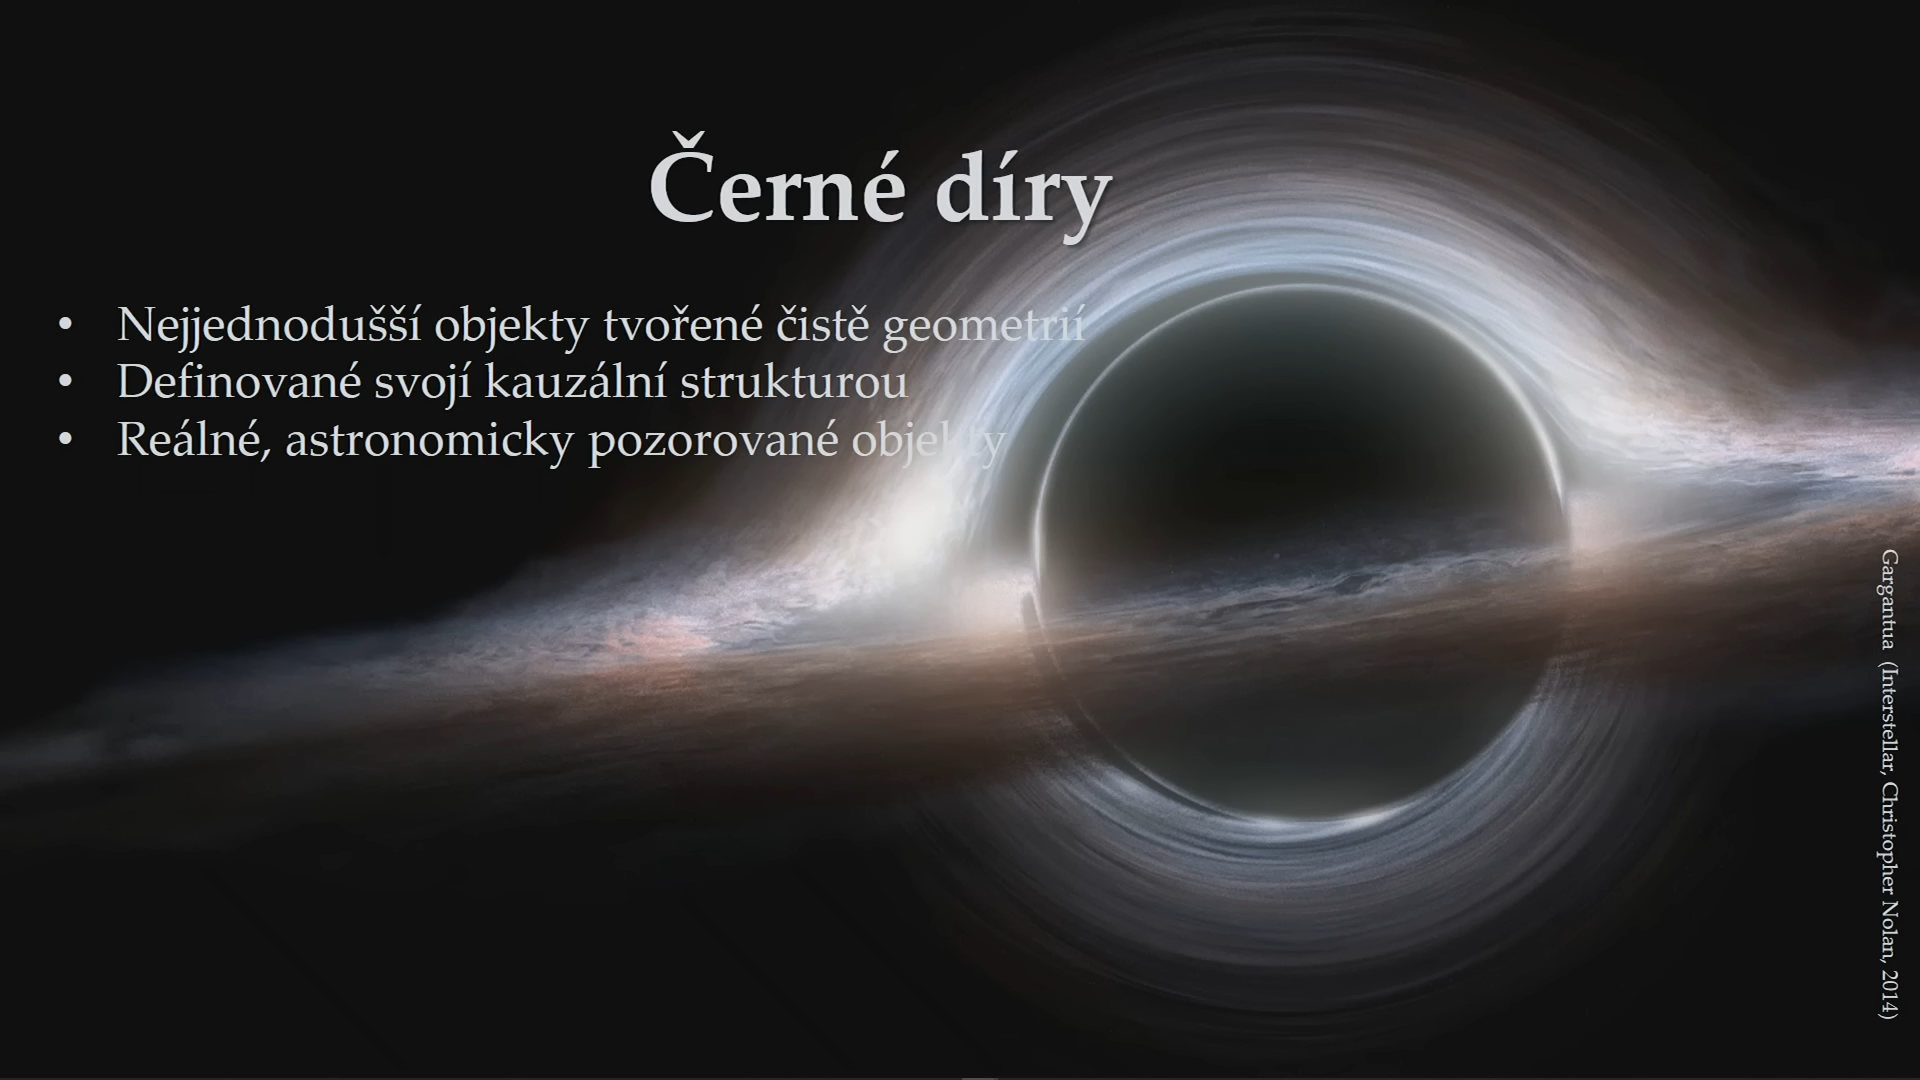 Černé díry
• Nejjednodušší objekty tvořené čistě geometrií
• Definované svojí kauzální strukturou
• Reálné, astronomicky pozorované objekty
Gargantua (Interstellar, Christopher Nolan, 2014)